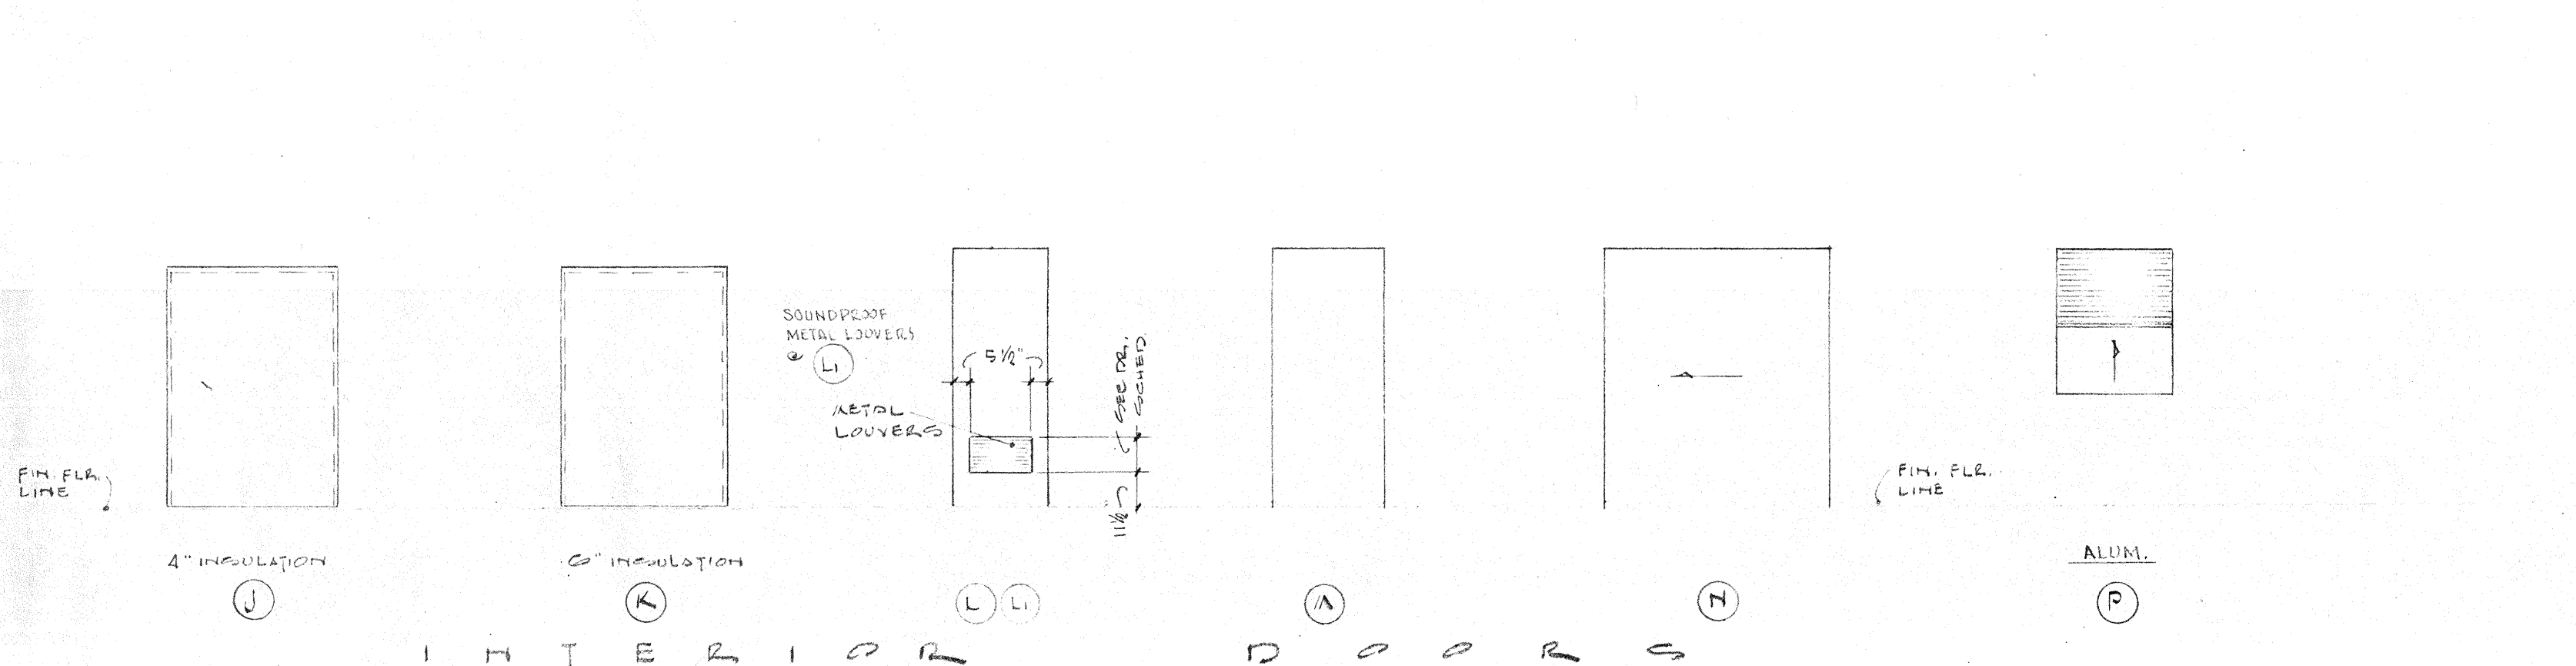 SOUNDPROOF
METAL LOUVERS
@ L1
5 1/2"
SEE DR.
SCHED.
METAL
LOUVERS
11 1/2"
FIN. FLR.
LINE
FIN. FLR.
LINE
4" INSULATION
6" INSULATION
ALUM.
J
K
L L1
M
N
P
INTERIOR DOORS